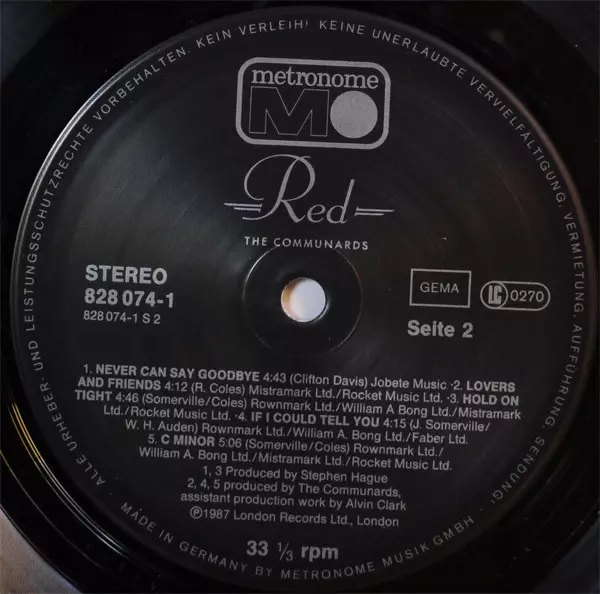 ALLE URHEBER- UND LEISTUNGSSCHUTZRECHTE VORBEHALTEN. KEIN VERLEIH! KEINE UNERLAUBTE VERVIELFÄLTIGUNG, VERMIETUNG, AUFFÜHRUNG, SENDUNG.
metronome
MO
Red
THE COMMUNARDS
STEREO
828 074-1
828 074-1 S 2
GEMA
LC 0270
Seite 2
1. NEVER CAN SAY GOODBYE 4:43 (Clifton Davis) Jobete Music · 2. LOVERS
AND FRIENDS 4:12 (R. Coles) Mistramark Ltd./Rocket Music Ltd. · 3. HOLD ON
TIGHT 4:46 (Somerville/Coles) Rownmark Ltd./William A Bong Ltd./Mistramark
Ltd./Rocket Music Ltd. · 4. IF I COULD TELL YOU 4:15 (J. Somerville/
W. H. Auden) Rownmark Ltd./William A. Bong Ltd./Faber Ltd.
5. C MINOR 5:06 (Somerville/Coles) Rownmark Ltd./
William A. Bong Ltd./Mistramark Ltd./Rocket Music Ltd.
1, 3 Produced by Stephen Hague
2, 4, 5 produced by The Communards,
assistant production work by Alvin Clark
Ⓟ1987 London Records Ltd., London
33 ⅓ rpm
· MADE IN GERMANY BY METRONOME MUSIK GMBH ·